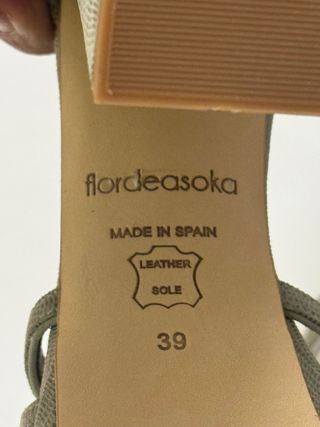 flordeasoka
MADE IN SPAIN
LEATHER
SOLE
39